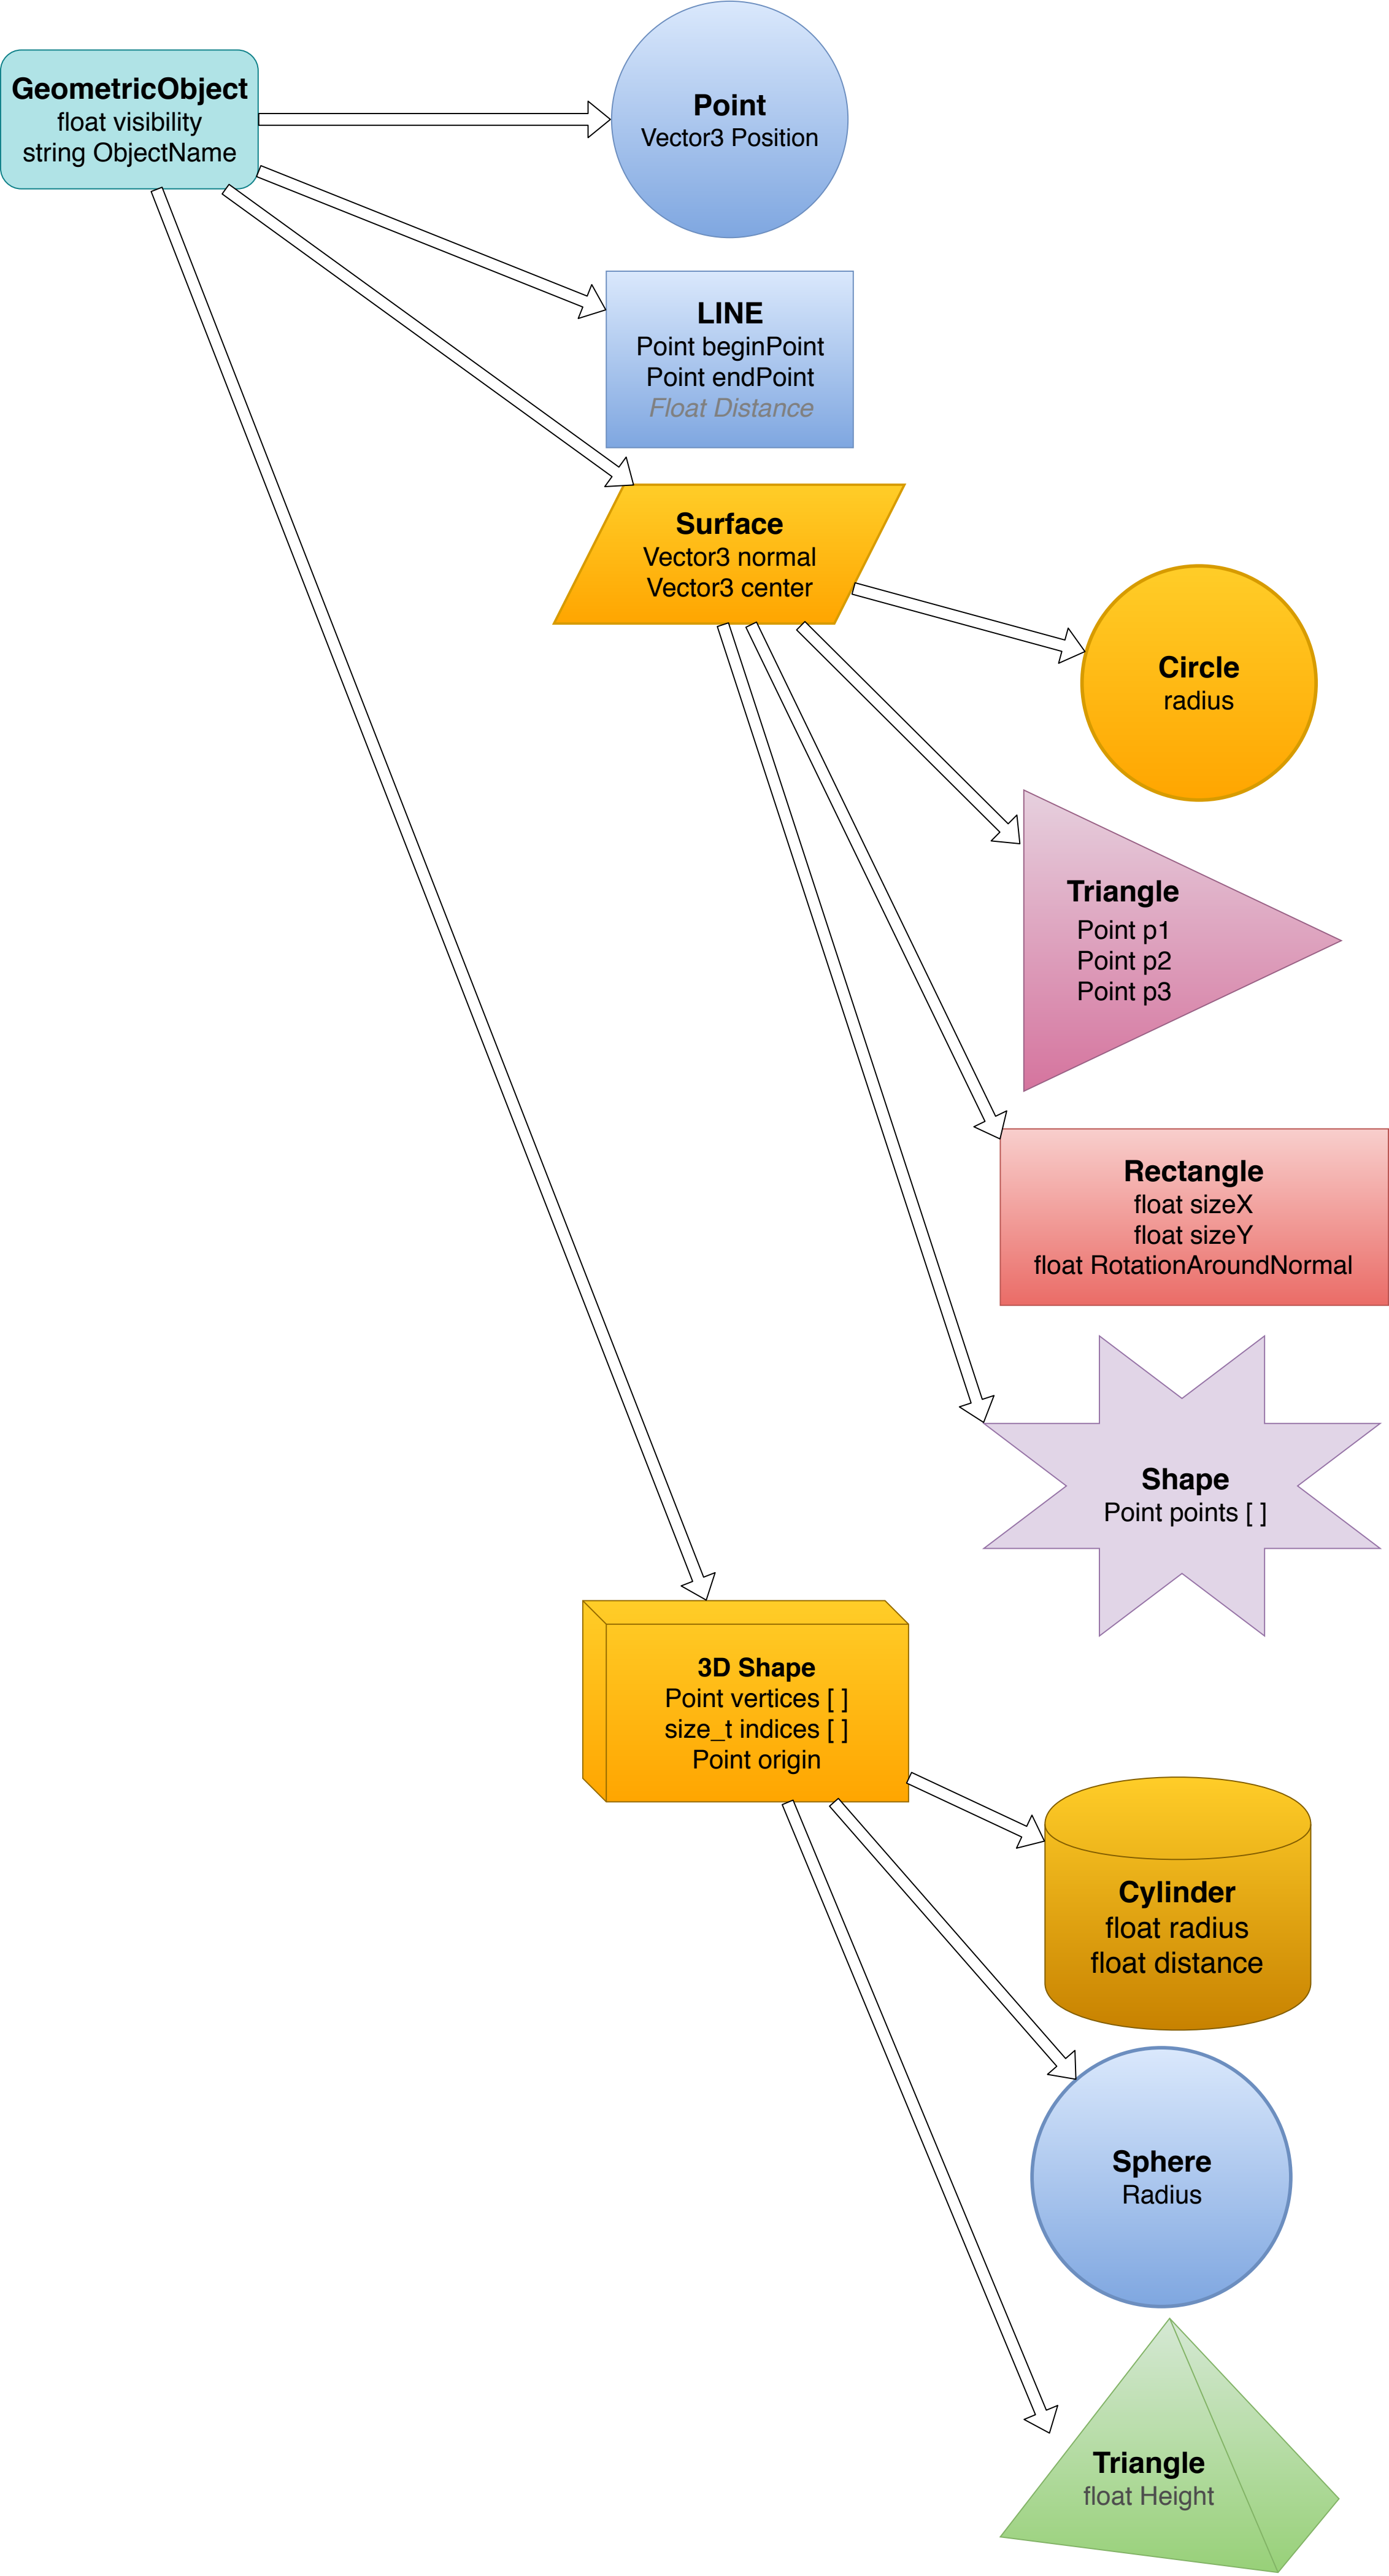 GeometricObject
float visibility
string ObjectName
Point
Vector3 Position
LINE
Point beginPoint
Point endPoint
Float Distance
Surface
Vector3 normal
Vector3 center
Circle
radius
Triangle
Point p1
Point p2
Point p3
Rectangle
float sizeX
float sizeY
float RotationAroundNormal
Shape
Point points [ ]
3D Shape
Point vertices [ ]
size_t indices [ ]
Point origin
Cylinder
float radius
float distance
Sphere
Radius
Triangle
float Height